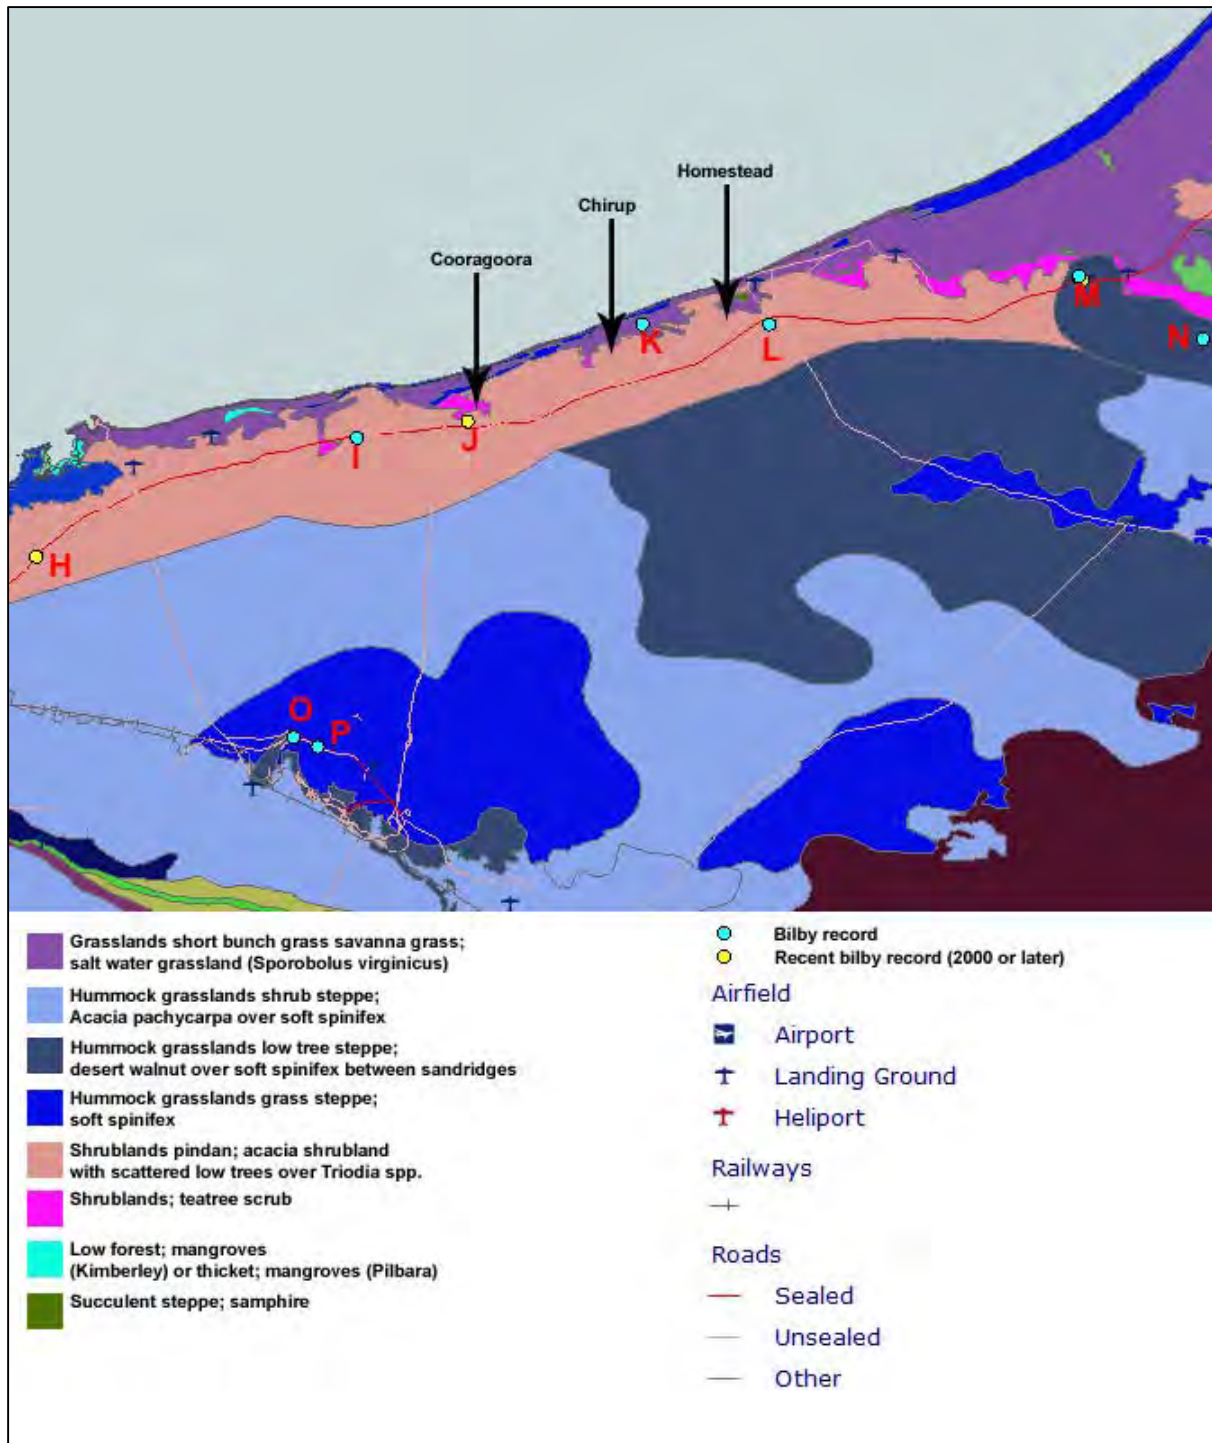 Homestead
Chirup
Cooragoora
K
L
M
N
I
J
H
O
P
Grasslands short bunch grass savanna grass;
salt water grassland (Sporobolus virginicus)
Hummock grasslands shrub steppe;
Acacia pachycarpa over soft spinifex
Hummock grasslands low tree steppe;
desert walnut over soft spinifex between sandridges
Hummock grasslands grass steppe;
soft spinifex
Shrublands pindan; acacia shrubland
with scattered low trees over Triodia spp.
Shrublands; teatree scrub
Low forest; mangroves
(Kimberley) or thicket; mangroves (Pilbara)
Succulent steppe; samphire
Bilby record
Recent bilby record (2000 or later)
Airfield
Airport
Landing Ground
Heliport
Railways
Roads
Sealed
Unsealed
Other